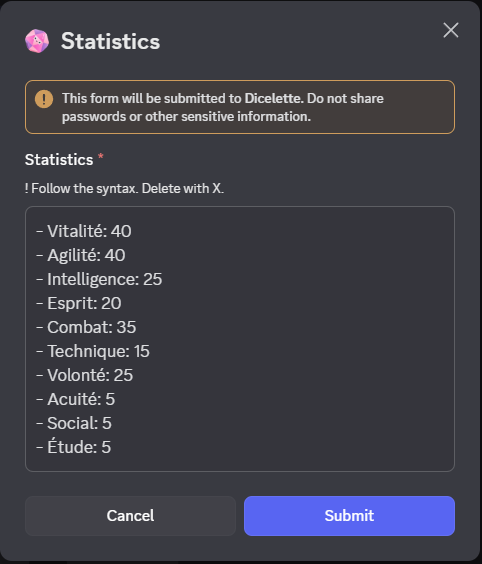 Statistics
This form will be submitted to Dicelette. Do not share
passwords or other sensitive information.
Statistics *
! Follow the syntax. Delete with X.
- Vitalité: 40
- Agilité: 40
- Intelligence: 25
- Esprit: 20
- Combat: 35
- Technique: 15
- Volonté: 25
- Acuité: 5
- Social: 5
- Étude: 5
Cancel
Submit